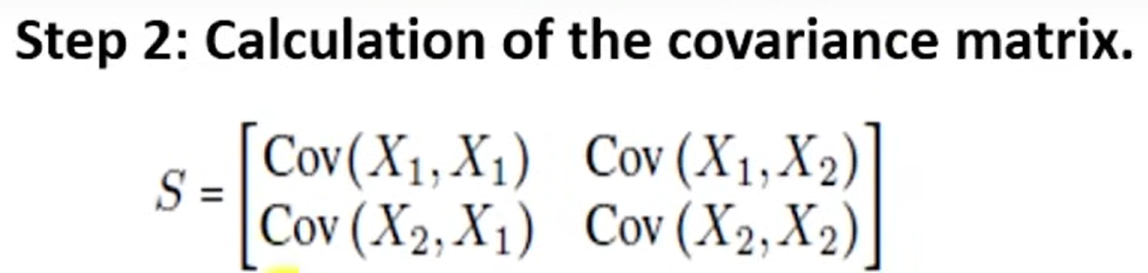 Step 2: Calculation of the covariance matrix.
S = [Cov(X₁, X₁) Cov (X₁, X₂)
Cov (X₂, X₁) Cov (X₂, X₂)]